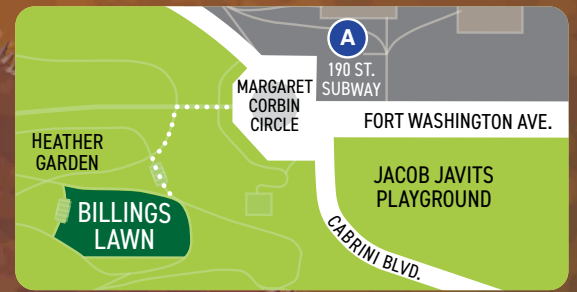 A
190 ST.
SUBWAY
MARGARET
CORBIN
CIRCLE
FORT WASHINGTON AVE.
HEATHER
GARDEN
JACOB JAVITS
PLAYGROUND
BILLINGS
LAWN
CABRINI BLVD.